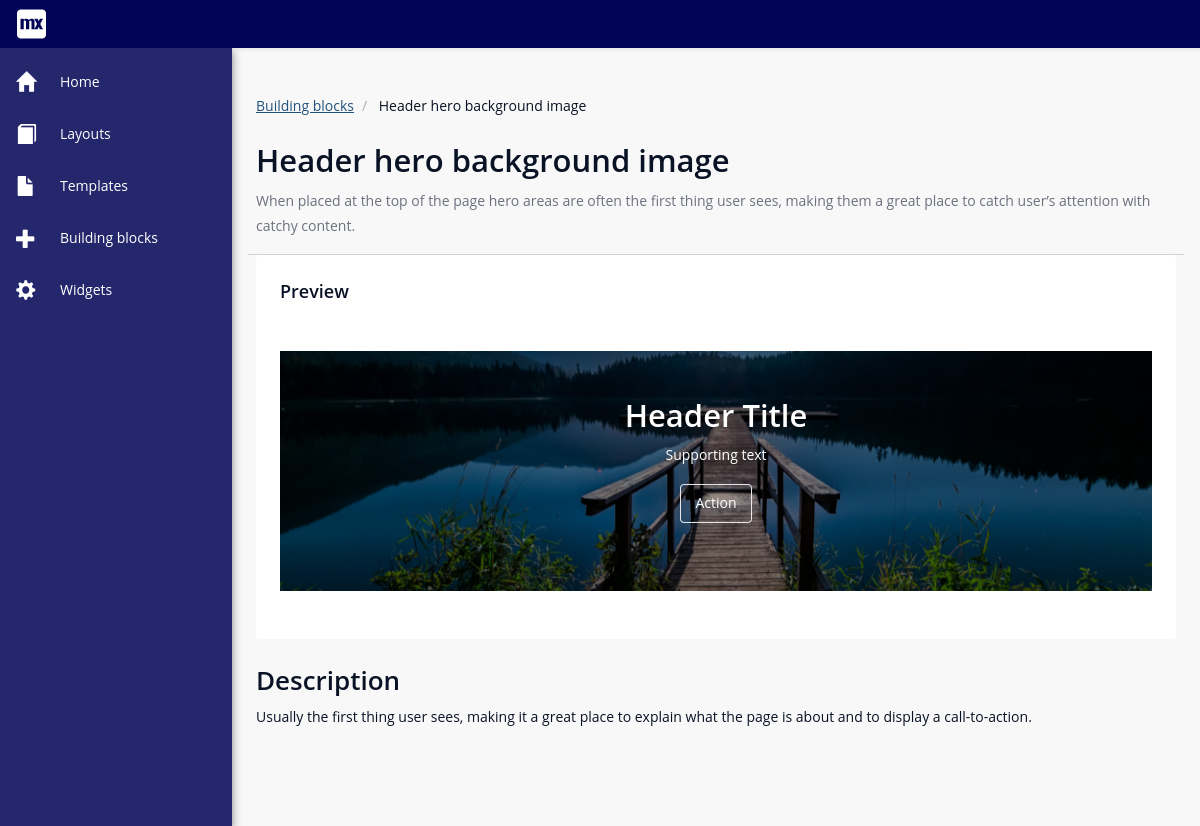 mx
Home
Layouts
Templates
Building blocks
Widgets
Building blocks / Header hero background image
Header hero background image
When placed at the top of the page hero areas are often the first thing user sees, making them a great place to catch user’s attention with
catchy content.
Preview
Header Title
Supporting text
Action
Description
Usually the first thing user sees, making it a great place to explain what the page is about and to display a call-to-action.